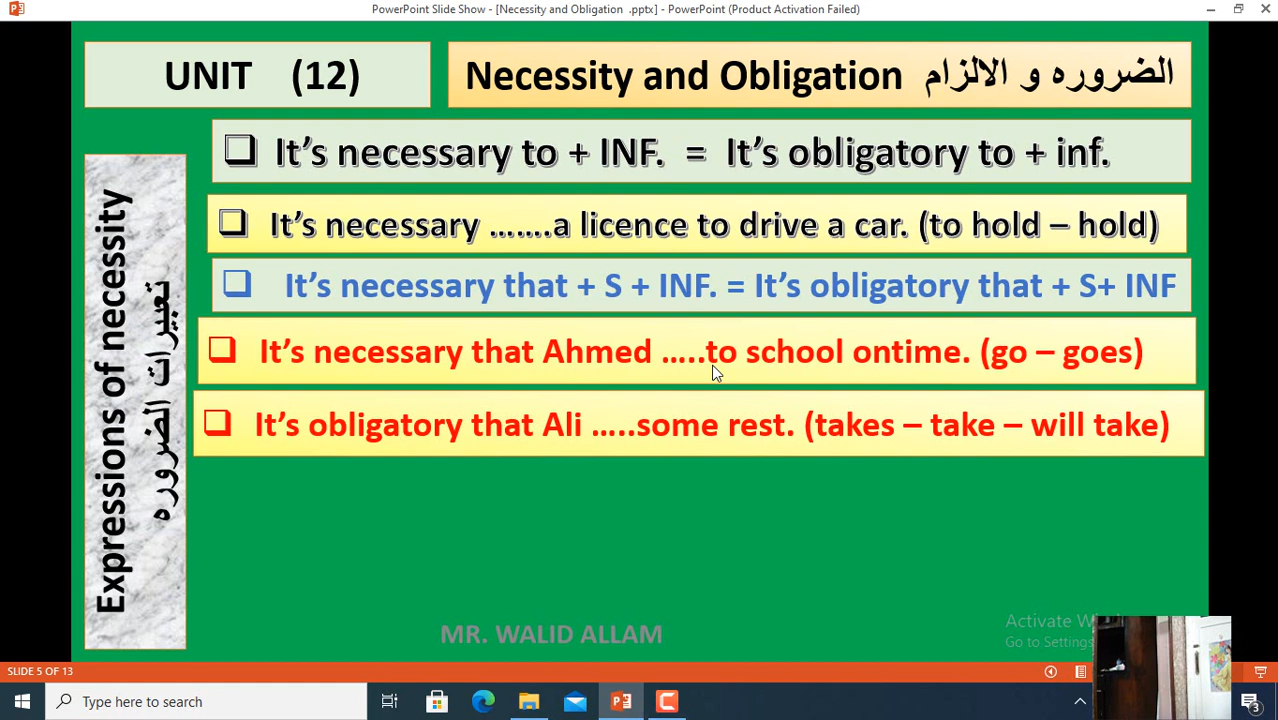 PowerPoint Slide Show - [Necessity and Obligation .pptx] - PowerPoint (Product Activation Failed)
UNIT (12)
Necessity and Obligation الضروره و الالزام
It's necessary to + INF. = It's obligatory to + inf.
It's necessary …….a licence to drive a car. (to hold – hold)
It's necessary that + S + INF. = It's obligatory that + S+ INF
It's necessary that Ahmed …..to school ontime. (go – goes)
It's obligatory that Ali …..some rest. (takes – take – will take)
Expressions of necessity
تعبيرات الضروره
MR. WALID ALLAM
Activate
Go to Settings
SLIDE 5 OF 13
Type here to search
3